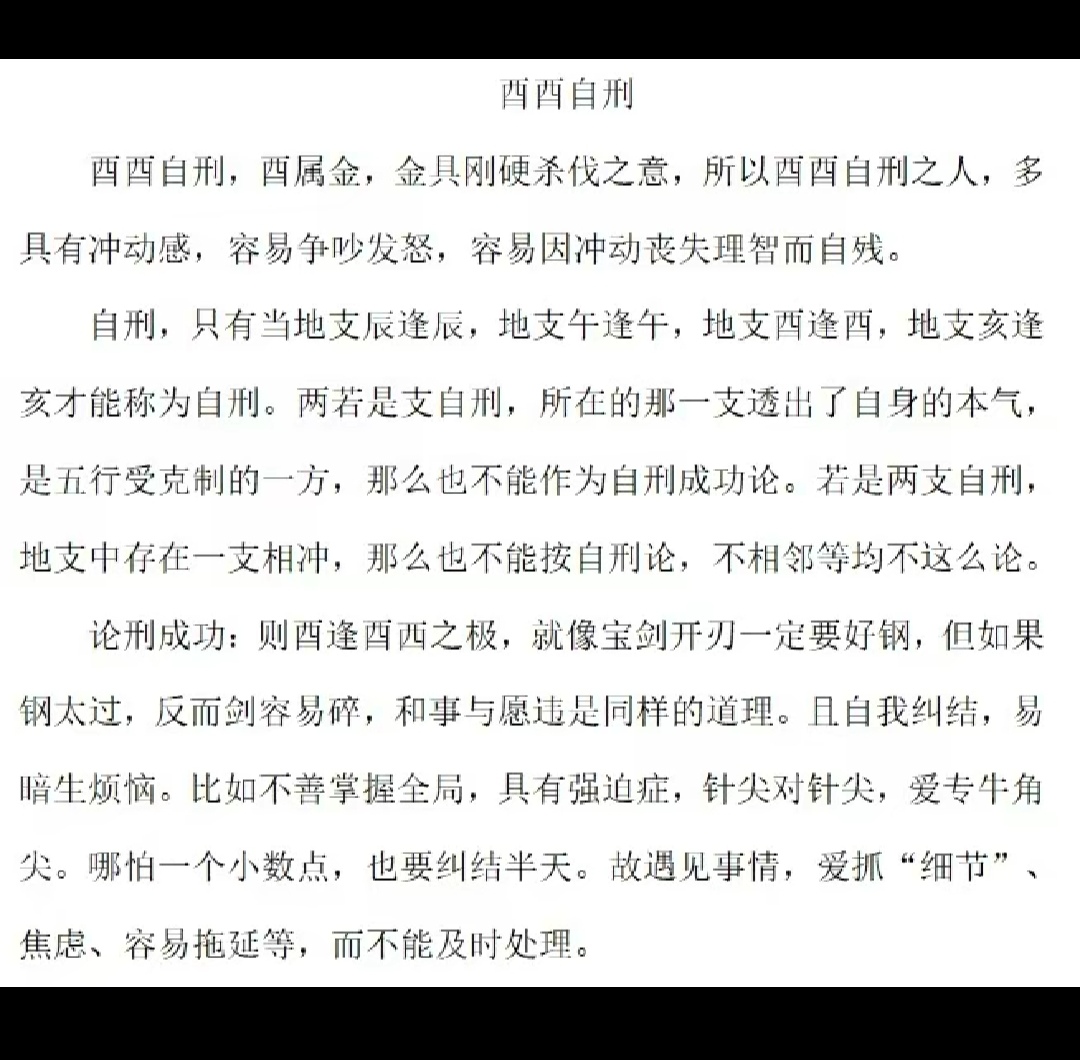 酉酉自刑
酉酉自刑，酉属金，金具刚硬杀伐之意，所以酉酉自刑之人，多
具有冲动感，容易争吵发怒，容易因冲动丧失理智而自残。
自刑，只有当地支辰逢辰，地支午逢午，地支酉逢酉，地支亥逢
亥才能称为自刑。两若是支自刑，所在的那一支透出了自身的本气，
是五行受克制的一方，那么也不能作为自刑成功论。若是两支自刑，
地支中存在一支相冲，那么也不能按自刑论，不相邻等均不这么论。
论刑成功：则酉逢酉西之极，就像宝剑开刃一定要好钢，但如果
钢太过，反而剑容易碎，和事与愿违是同样的道理。且自我纠结，易
暗生烦恼。比如不善掌握全局，具有强迫症，针尖对针尖，爱专牛角
尖。哪怕一个小数点，也要纠结半天。故遇见事情，爱抓“细节”、
焦虑、容易拖延等，而不能及时处理。